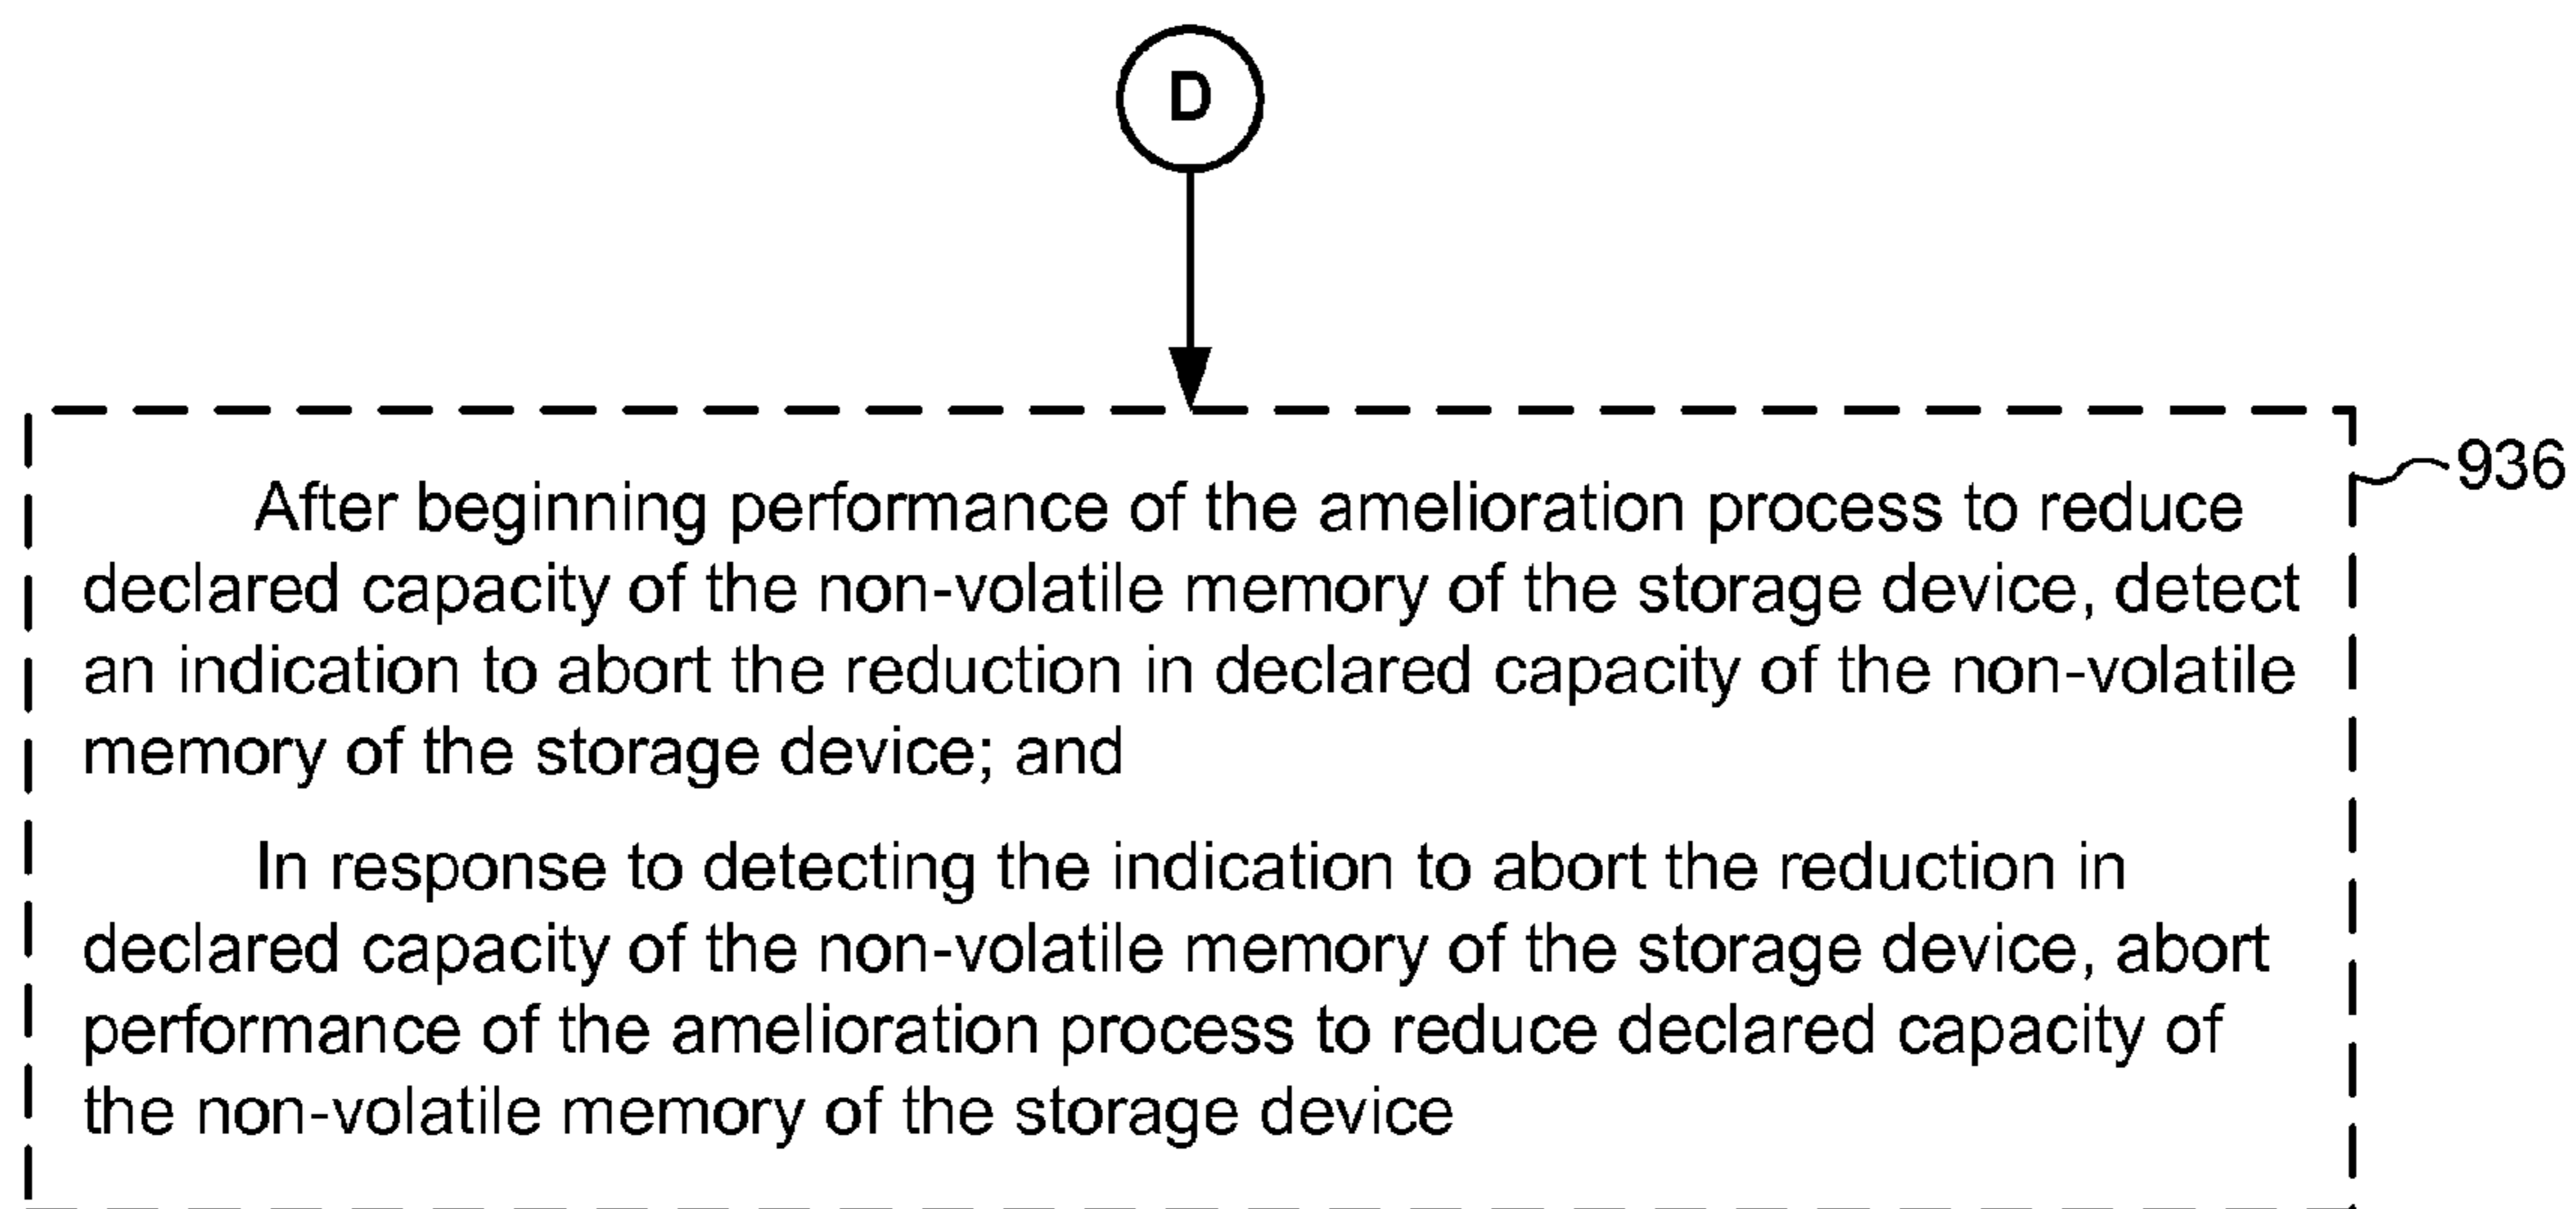 D
936
After beginning performance of the amelioration process to reduce
declared capacity of the non-volatile memory of the storage device, detect
an indication to abort the reduction in declared capacity of the non-volatile
memory of the storage device; and
In response to detecting the indication to abort the reduction in
declared capacity of the non-volatile memory of the storage device, abort
performance of the amelioration process to reduce declared capacity of
the non-volatile memory of the storage device